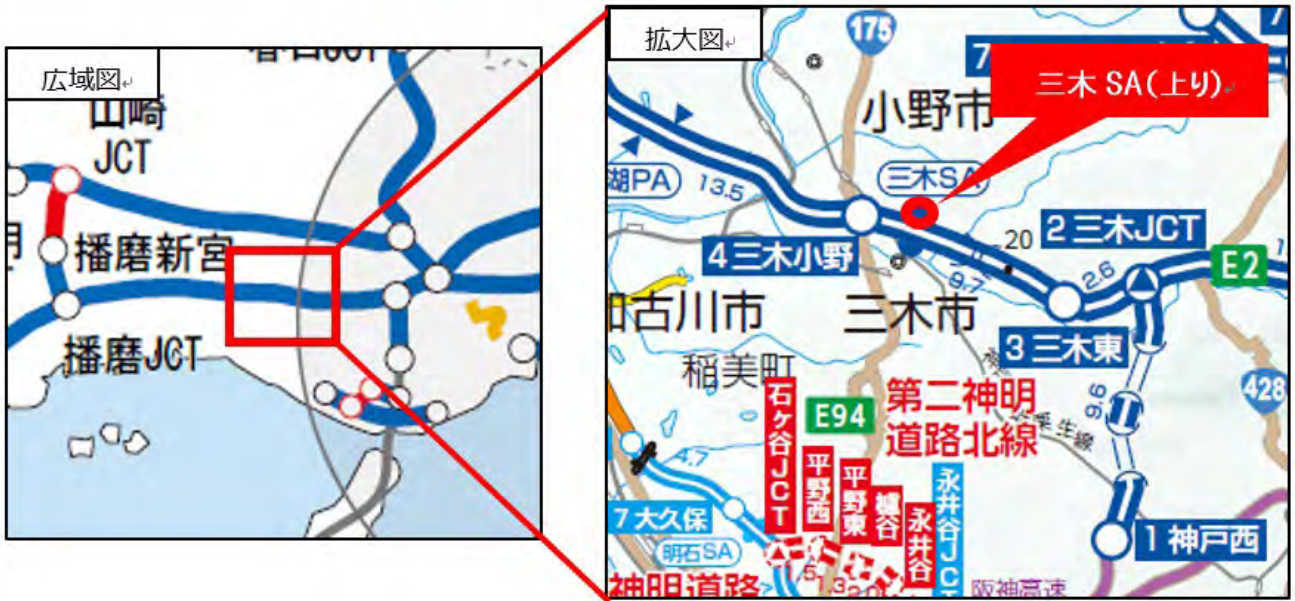 広域図
春日JCT
山崎
JCT
播磨新宮
播磨JCT
拡大図
175
三木 SA(上り)
小野市
湖PA
13.5
三木SA
4 三木小野
20
2 三木JCT
9.7
2.6
E2
三木市
3 三木東
稲美町
428
E94
第二神明
道路北線
9.6
石ヶ谷JCT
平野西
平野東
櫨谷
永井谷
永井谷JCT
4.7
7 大久保
明石SA
1 神戸西
神明道路
阪神高速